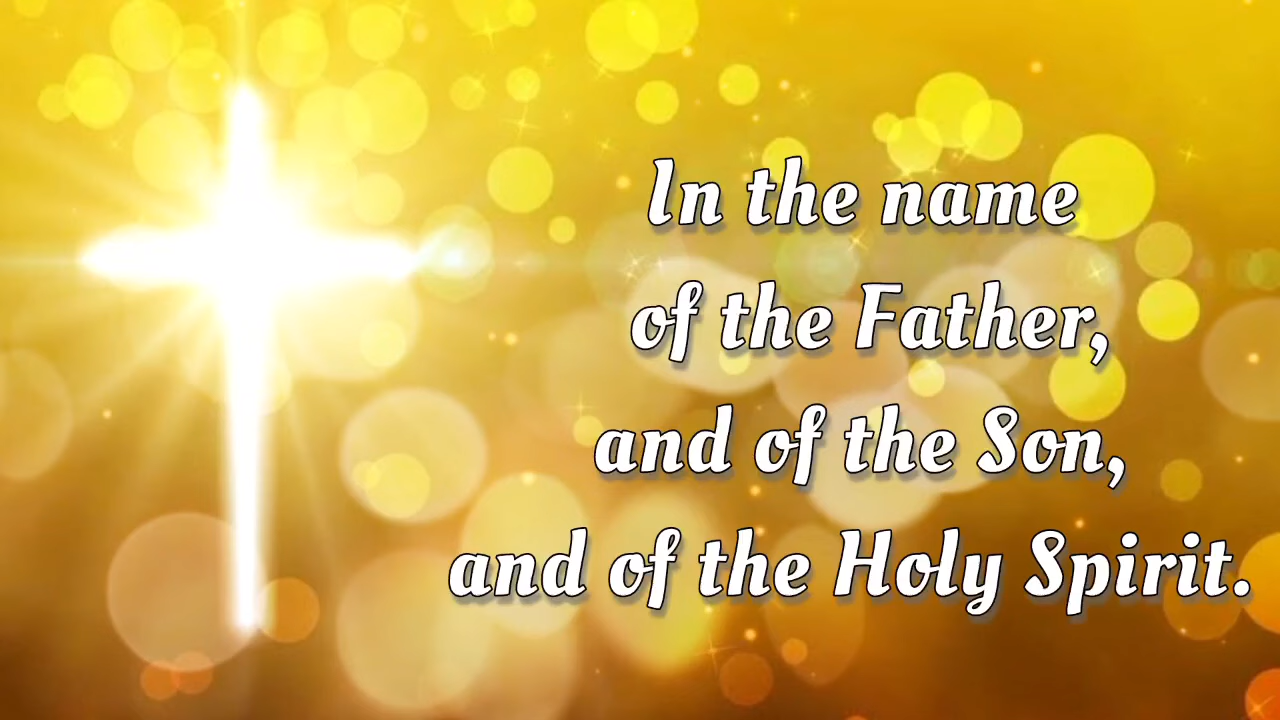 In the name
of the Father,
and of the Son,
and of the Holy Spirit.